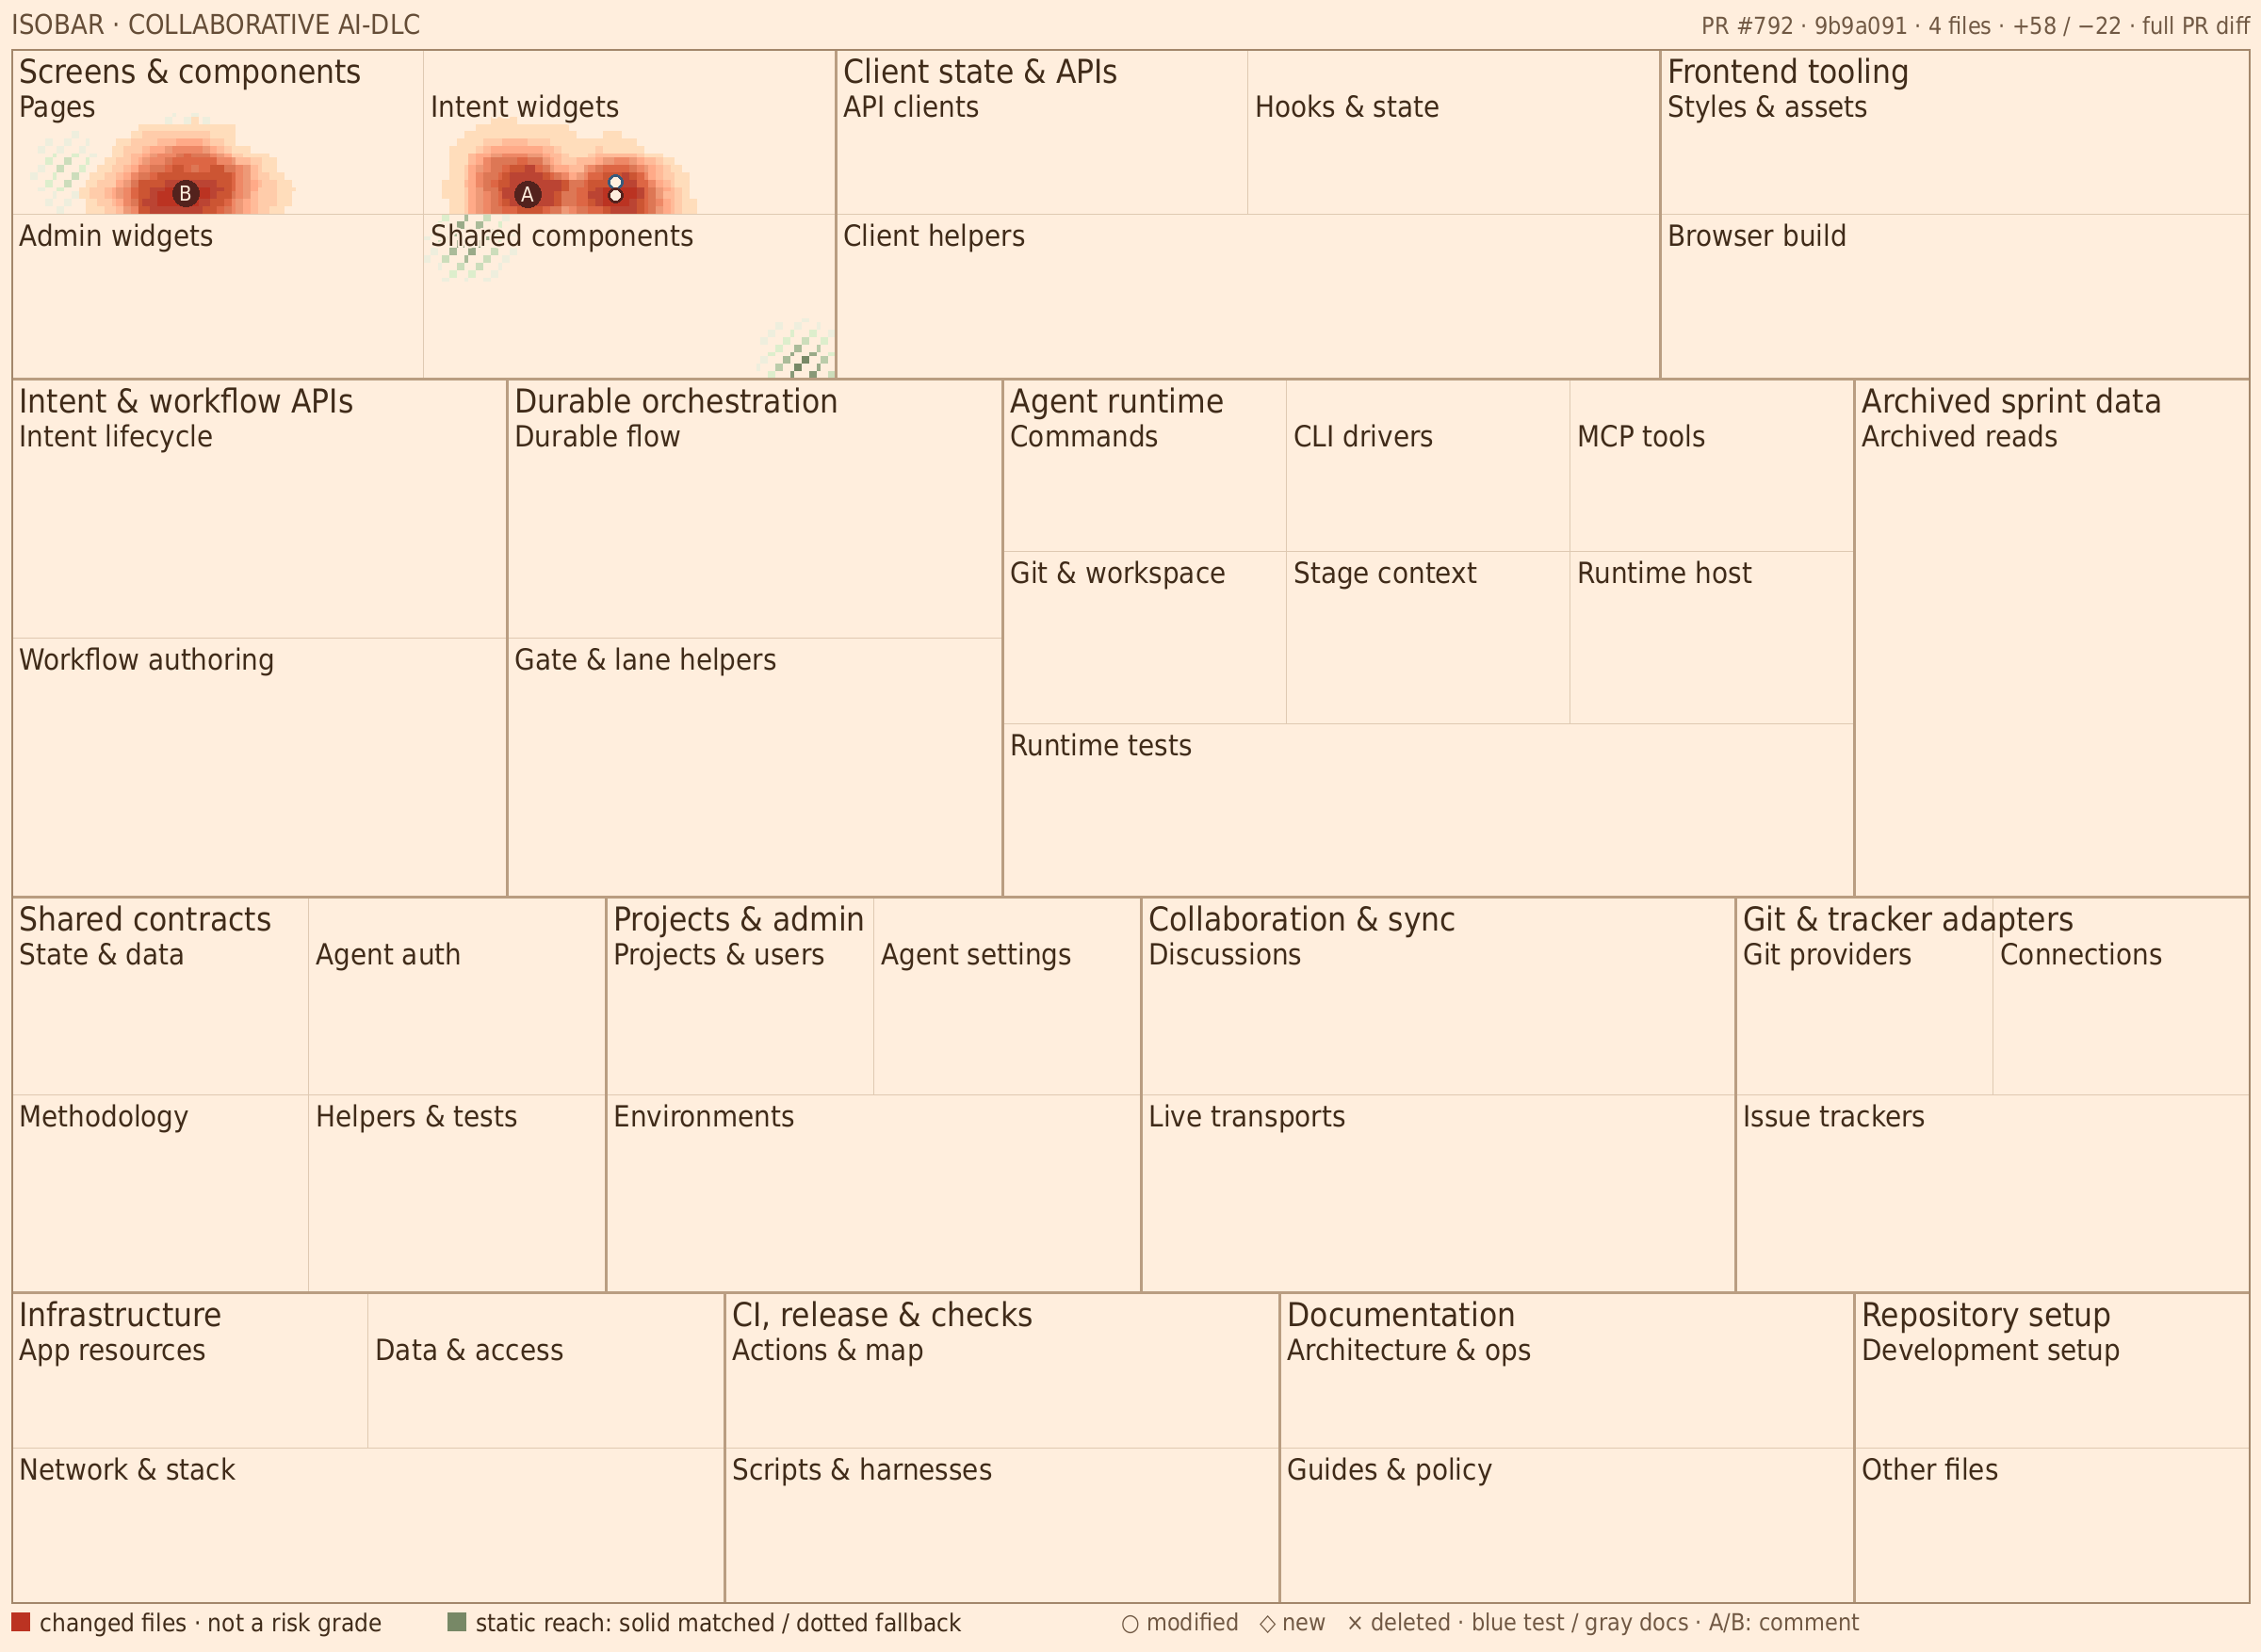 ISOBAR · COLLABORATIVE AI-DLC
PR #792 · 9b9a091 · 4 files · +58 / −22 · full PR diff
Screens & components
Pages
Intent widgets
B
A
Admin widgets
Shared components
Client state & APIs
API clients
Hooks & state
Client helpers
Frontend tooling
Styles & assets
Browser build
Intent & workflow APIs
Intent lifecycle
Workflow authoring
Durable orchestration
Durable flow
Gate & lane helpers
Agent runtime
Commands
CLI drivers
MCP tools
Git & workspace
Stage context
Runtime host
Runtime tests
Archived sprint data
Archived reads
Shared contracts
State & data
Agent auth
Methodology
Helpers & tests
Projects & admin
Projects & users
Agent settings
Environments
Collaboration & sync
Discussions
Live transports
Git & tracker adapters
Git providers
Connections
Issue trackers
Infrastructure
App resources
Data & access
Network & stack
CI, release & checks
Actions & map
Scripts & harnesses
Documentation
Architecture & ops
Guides & policy
Repository setup
Development setup
Other files
changed files · not a risk grade
static reach: solid matched / dotted fallback
○ modified ◇ new × deleted · blue test / gray docs · A/B: comment